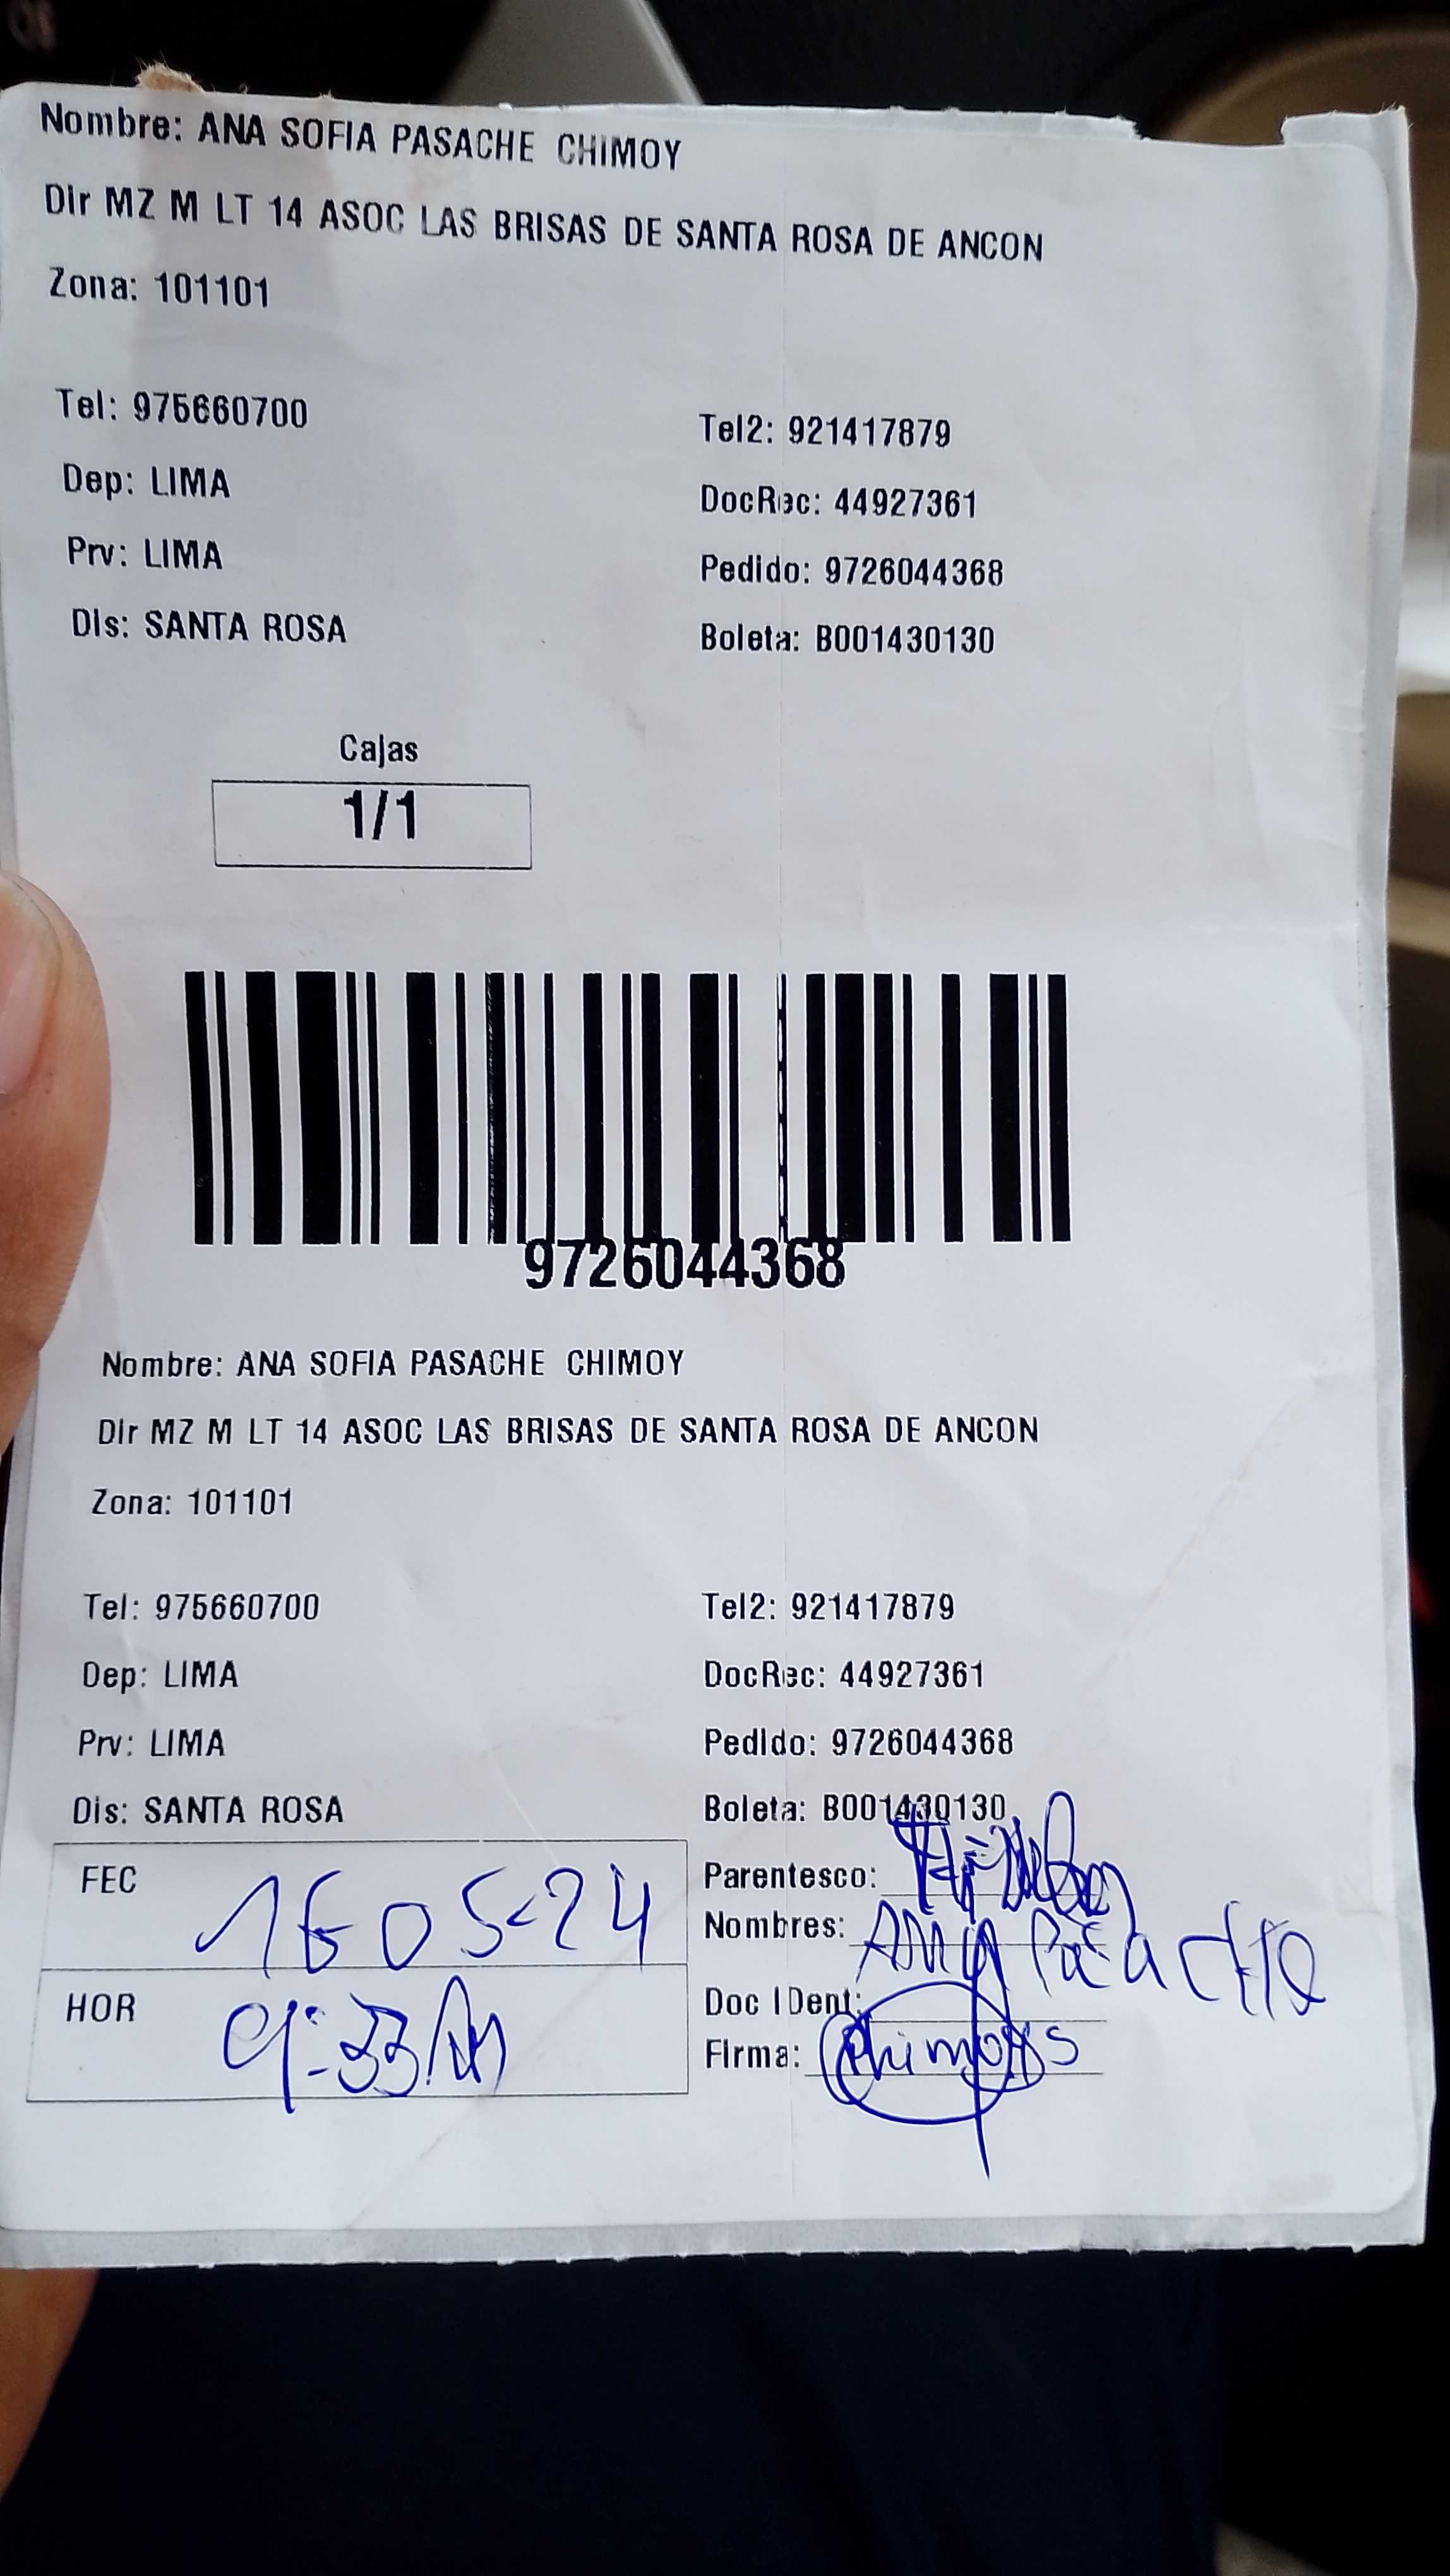 Nombre: ANA SOFIA PASACHE CHIMOY
Dir MZ M LT 14 ASOC LAS BRISAS DE SANTA ROSA DE ANCON
Zona: 101101
Tel: 975660700 Tel2: 921417879
Dep: LIMA DocRec: 44927361
Prv: LIMA Pedido: 9726044368
Dis: SANTA ROSA Boleta: B001430130
Cajas
1/1
9726044368
Nombre: ANA SOFIA PASACHE CHIMOY
Dir MZ M LT 14 ASOC LAS BRISAS DE SANTA ROSA DE ANCON
Zona: 101101
Tel: 975660700 Tel2: 921417879
Dep: LIMA DocRec: 44927361
Prv: LIMA Pedido: 9726044368
Dis: SANTA ROSA Boleta: B001430130
FEC 16 05-24 Parentesco:
Nombres: Pasache
HOR 9:33 Am Doc IDent:
Firma: